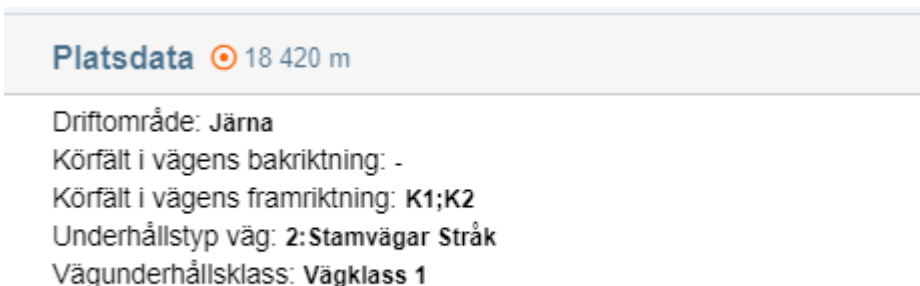 Platsdata 18 420 m
Driftområde: Järna
Körfält i vägens bakriktning: -
Körfält i vägens framriktning: K1;K2
Underhållstyp väg: 2:Stamvägar Stråk
Vägunderhållsklass: Vägklass 1